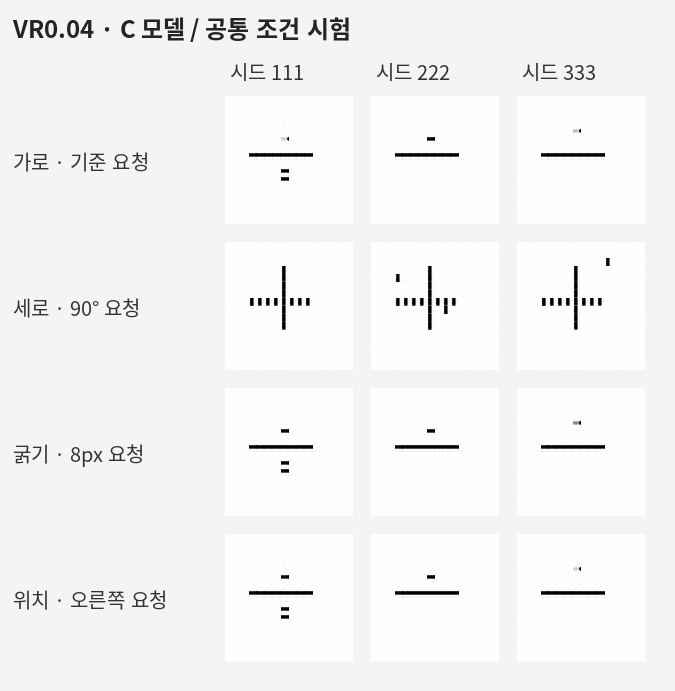 VR0.04 · C 모델 / 공통 조건 시험
시드 111 시드 222 시드 333
가로 · 기준 요청
세로 · 90° 요청
굵기 · 8px 요청
위치 · 오른쪽 요청